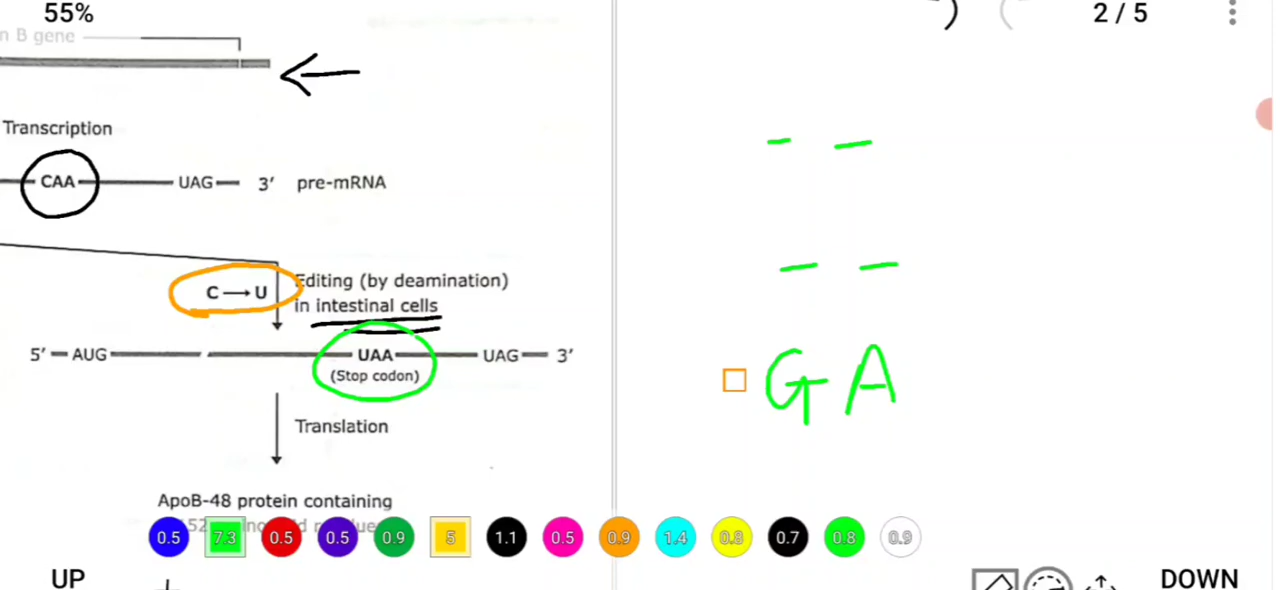 55%
2 / 5
n B gene
Transcription
CAA
UAG
3′
pre-mRNA
C → U
Editing (by deamination)
in intestinal cells
5′
AUG
UAA
UAG
3′
(Stop codon)
G A
Translation
ApoB-48 protein containing
0.5
7.3
0.5
0.5
0.9
5
1.1
0.5
0.9
1.4
0.8
0.7
0.8
0.9
UP
DOWN